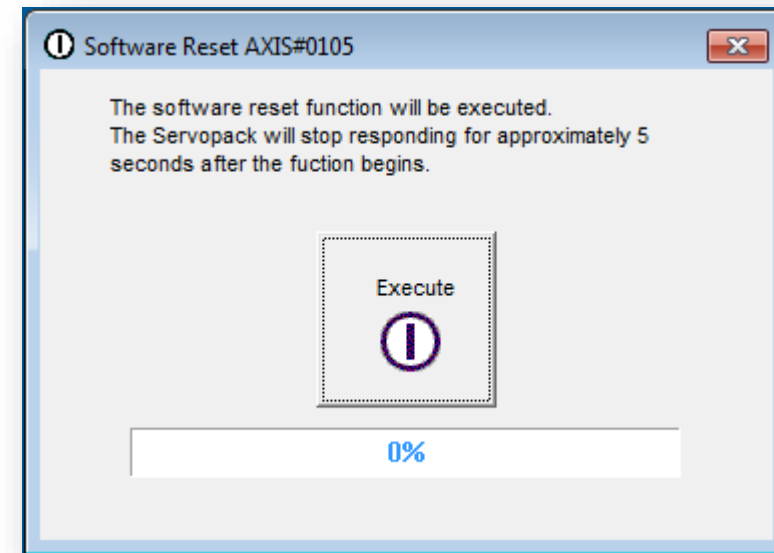 Software Reset AXIS#0105
The software reset function will be executed.
The Servopack will stop responding for approximately 5
seconds after the fuction begins.
Execute
0%